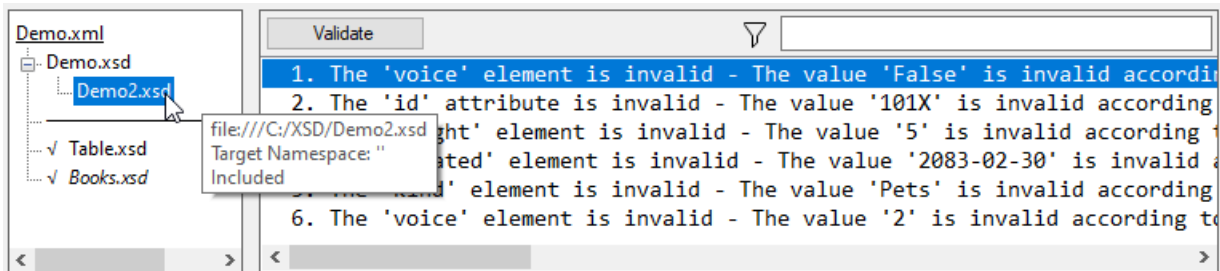 Demo.xml
Demo.xsd
Demo2.xsd
√ Table.xsd
√ Books.xsd
Validate
1. The 'voice' element is invalid - The value 'False' is invalid accordin
2. The 'id' attribute is invalid - The value '101X' is invalid according
ght' element is invalid - The value '5' is invalid according t
ated' element is invalid - The value '2083-02-30' is invalid a
' element is invalid - The value 'Pets' is invalid according
6. The 'voice' element is invalid - The value '2' is invalid according to
file:///C:/XSD/Demo2.xsd
Target Namespace: ''
Included